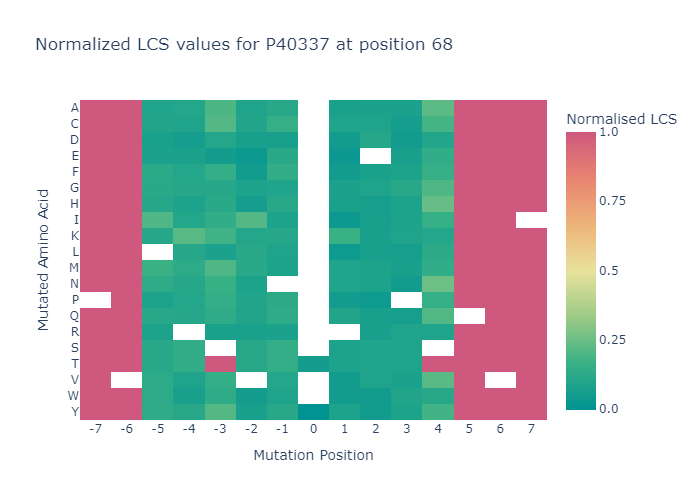 Normalized LCS values for P40337 at position 68
Normalised LCS
A
C
D
E
F
G
H
I
K
L
M
N
P
Q
R
S
T
V
W
Y
Mutated Amino Acid
1.0
0.75
0.5
0.25
0.0
-7 -6 -5 -4 -3 -2 -1 0 1 2 3 4 5 6 7
Mutation Position